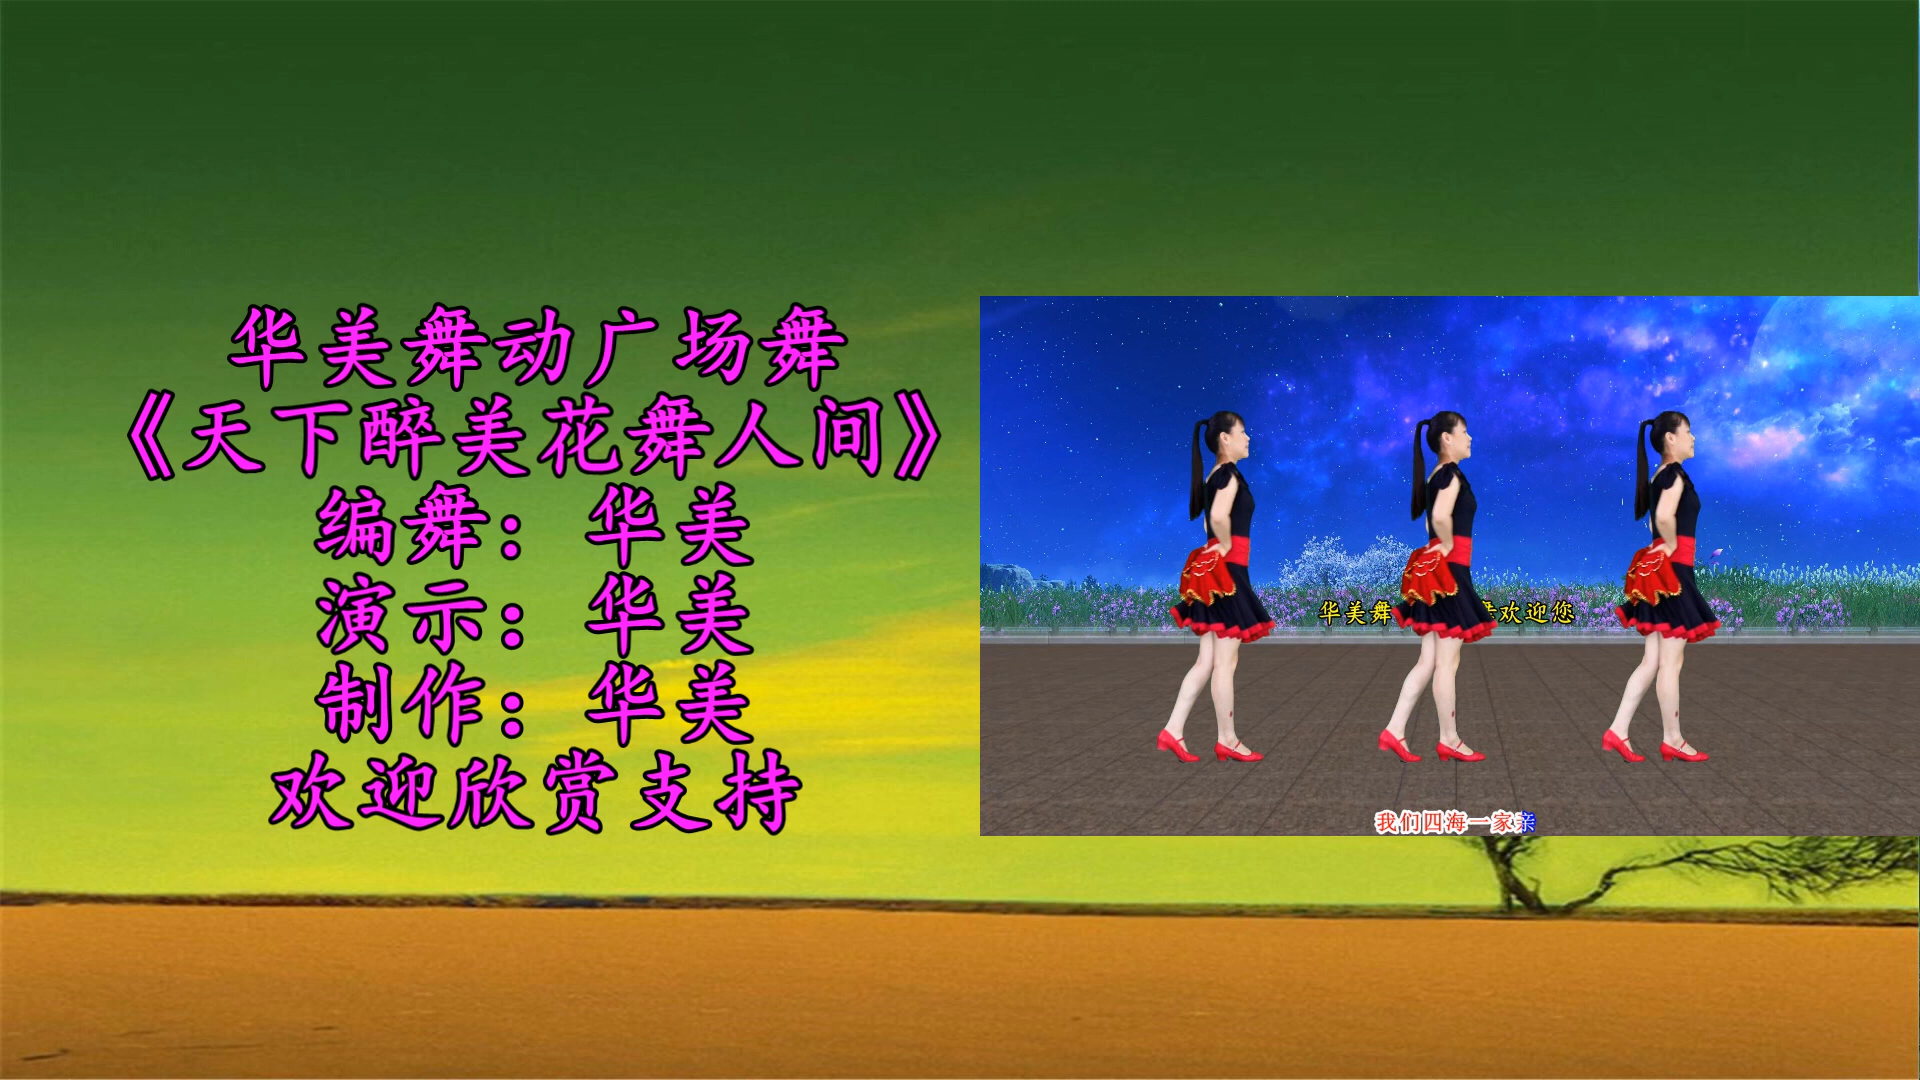 华美舞动广场舞
《天下醉美花舞人间》
编舞：华美
演示：华美
制作：华美
欢迎欣赏支持
华美舞 欢迎您
我们四海一家亲